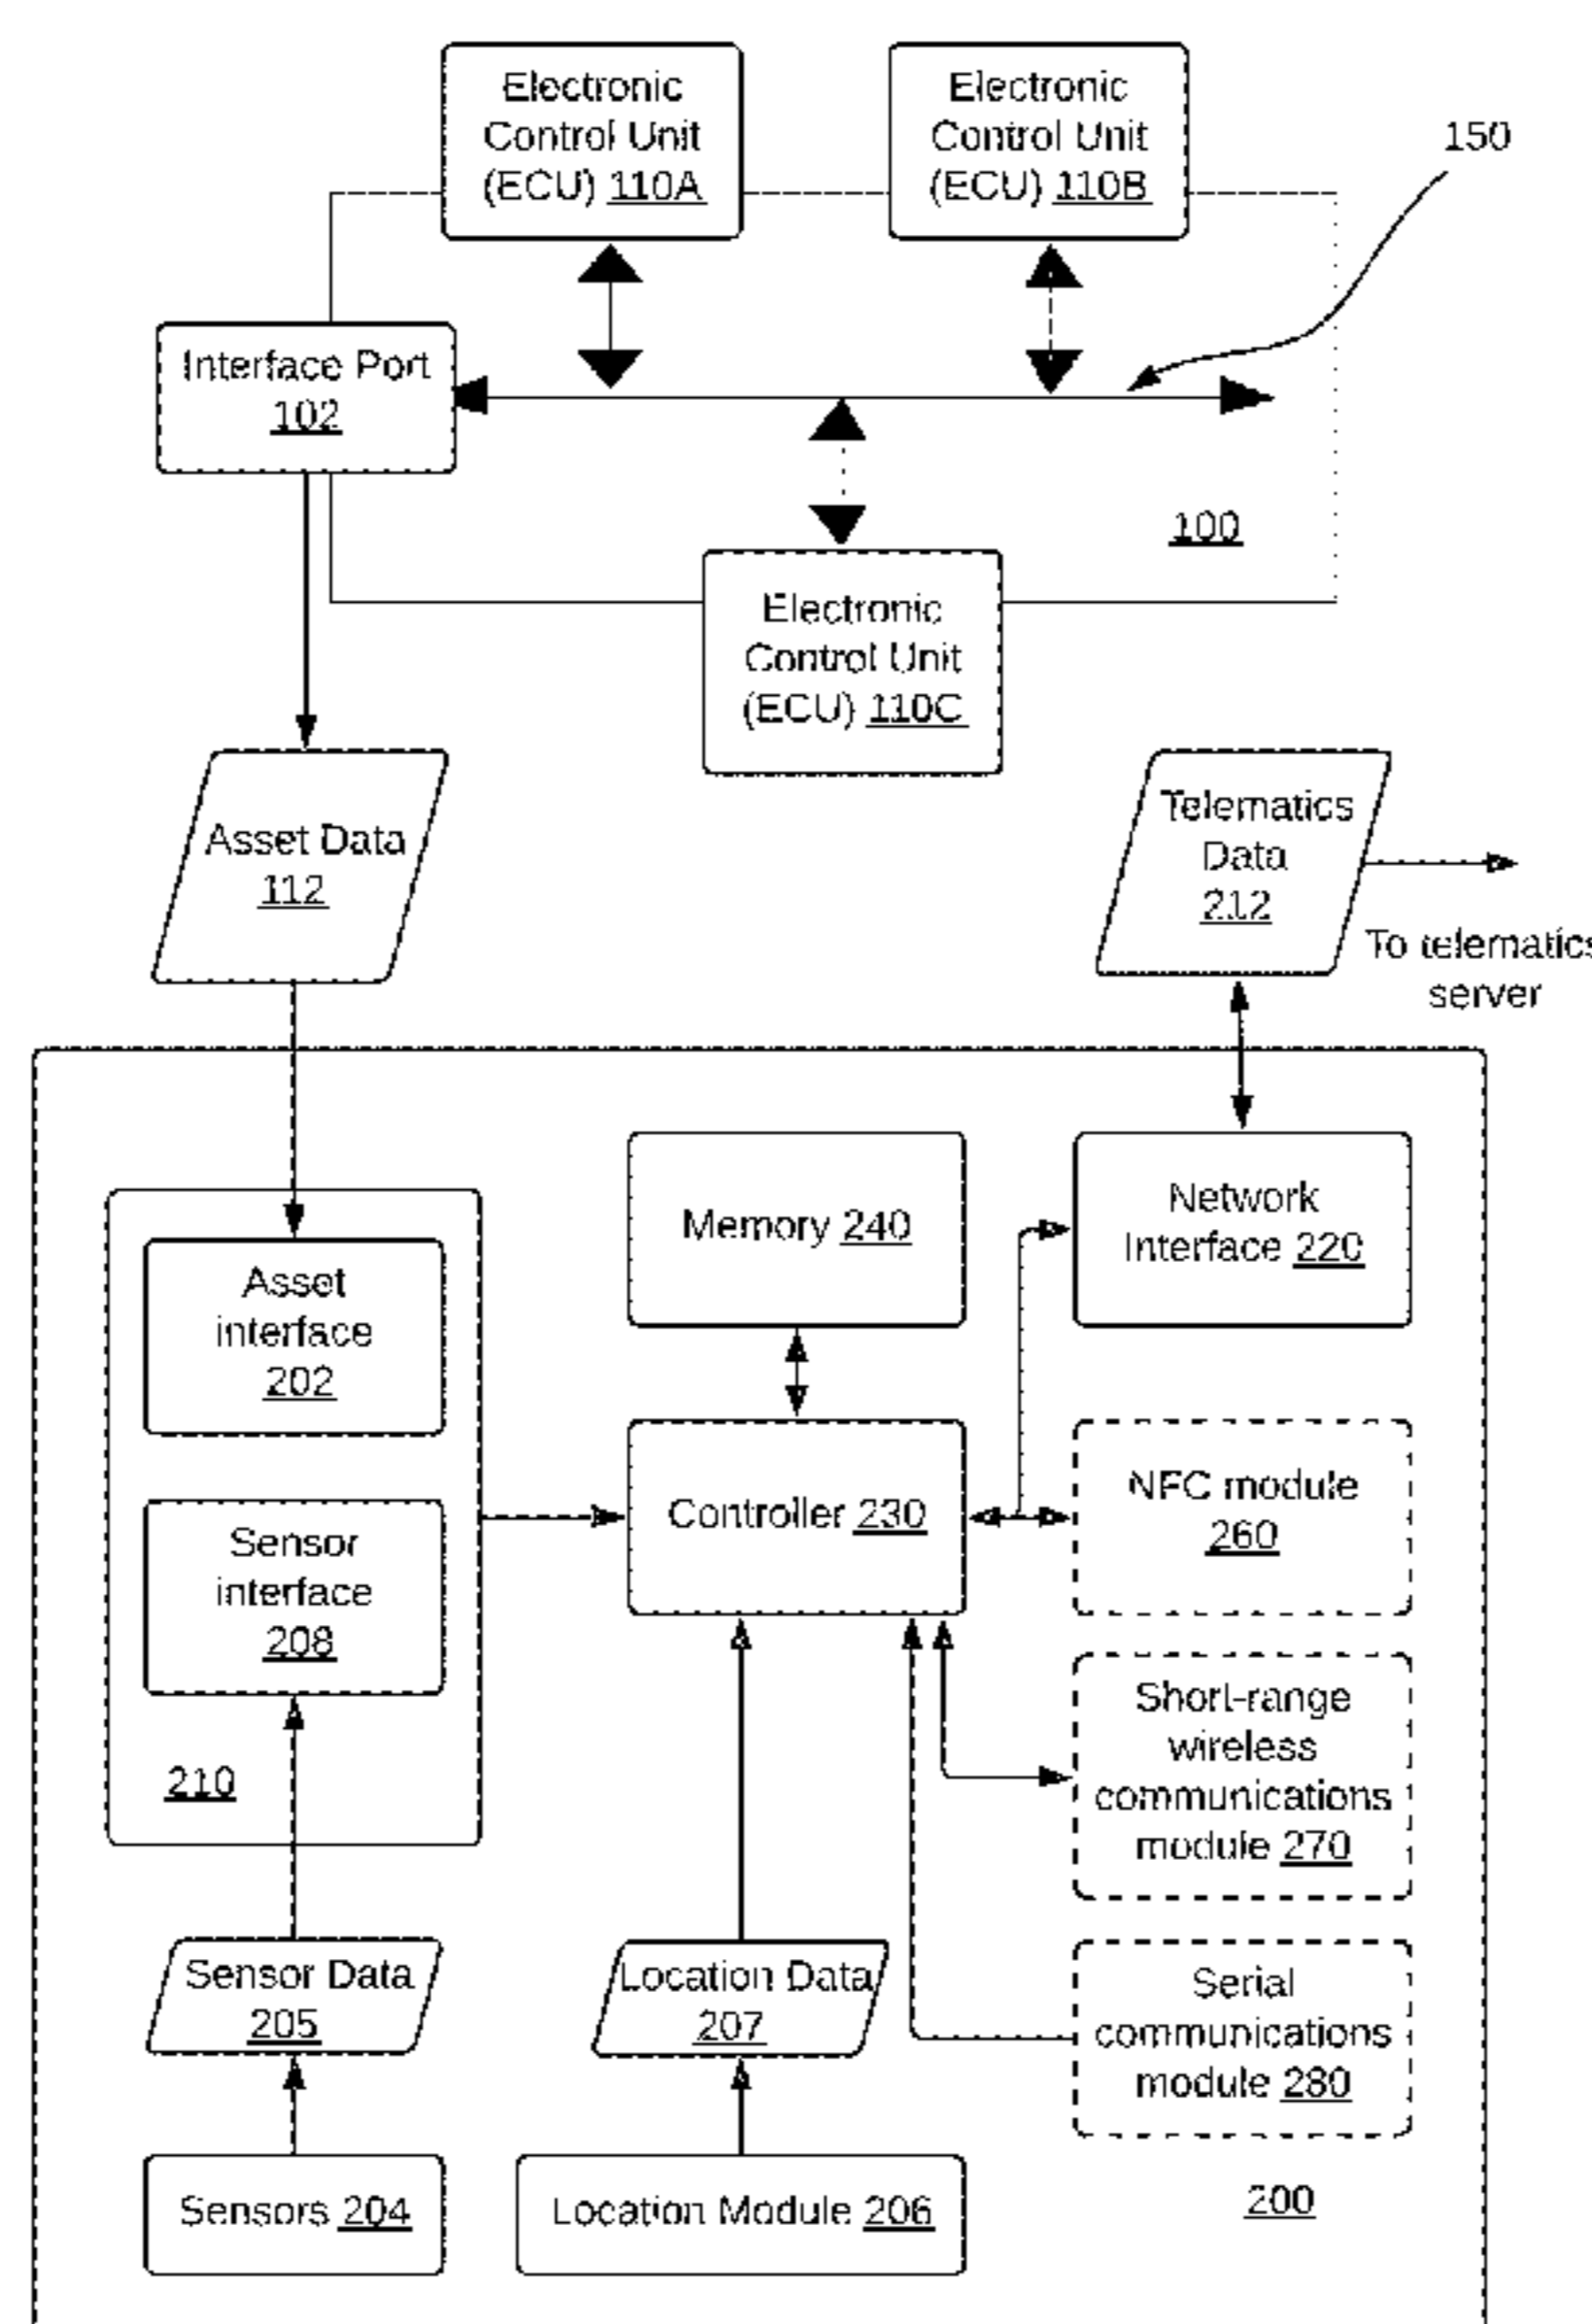 Electronic
Control Unit
(ECU) 110A
Electronic
Control Unit
(ECU) 110B
150
Interface Port
102
100
Electronic
Control Unit
(ECU) 110C
Asset Data
112
Telematics
Data
212
To telematics
server
Asset
interface
202
Memory 240
Network
Interface 220
Controller 230
NFC module
260
Sensor
interface
208
210
Short-range
wireless
communications
module 270
Sensor Data
205
Location Data
207
Serial
communications
module 280
Sensors 204
Location Module 206
200